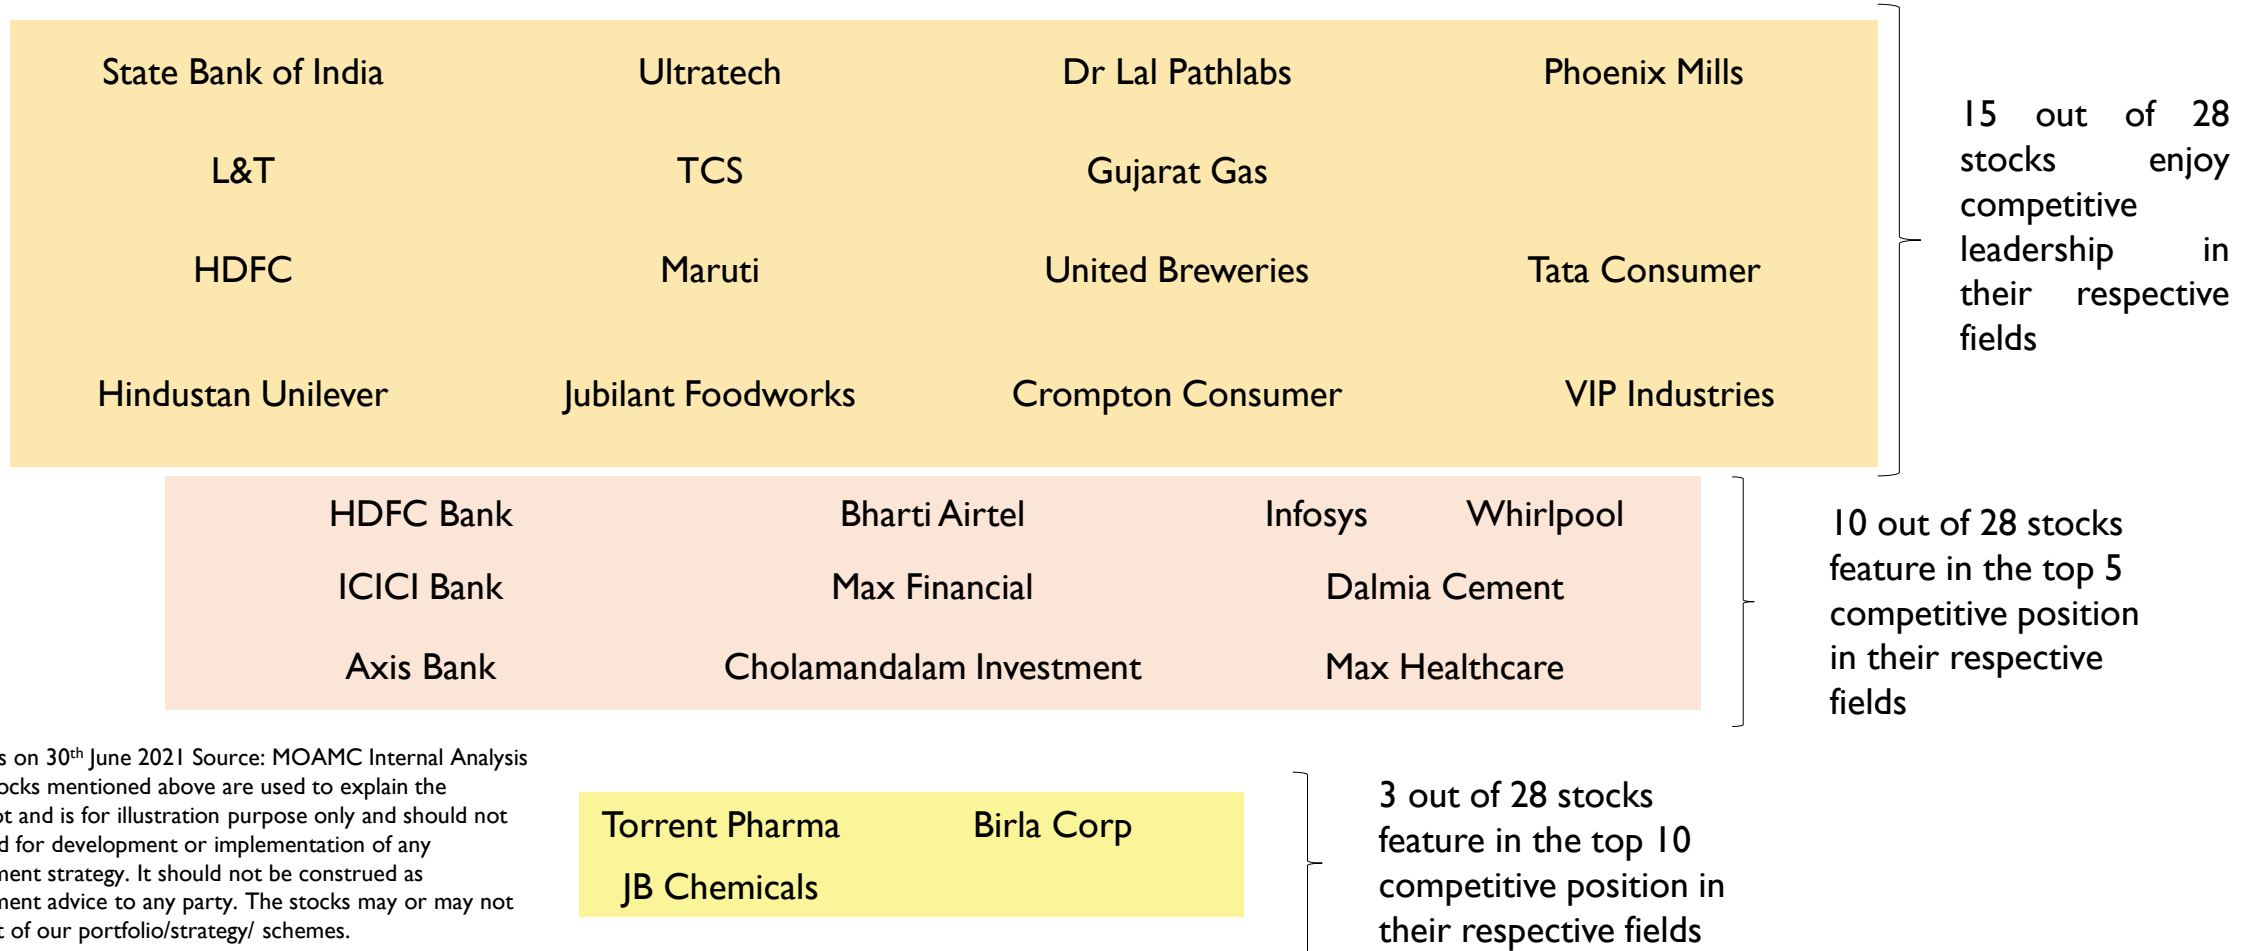 State Bank of India Ultratech Dr Lal Pathlabs Phoenix Mills
L&T TCS Gujarat Gas
HDFC Maruti United Breweries Tata Consumer
Hindustan Unilever Jubilant Foodworks Crompton Consumer VIP Industries
15 out of 28
stocks enjoy
competitive
leadership in
their respective
fields
HDFC Bank Bharti Airtel Infosys Whirlpool
ICICI Bank Max Financial Dalmia Cement
Axis Bank Cholamandalam Investment Max Healthcare
10 out of 28 stocks
feature in the top 5
competitive position
in their respective
fields
s on 30th June 2021 Source: MOAMC Internal Analysis
ocks mentioned above are used to explain the
pt and is for illustration purpose only and should not
d for development or implementation of any
ment strategy. It should not be construed as
ment advice to any party. The stocks may or may not
t of our portfolio/strategy/ schemes.
Torrent Pharma Birla Corp
JB Chemicals
3 out of 28 stocks
feature in the top 10
competitive position in
their respective fields